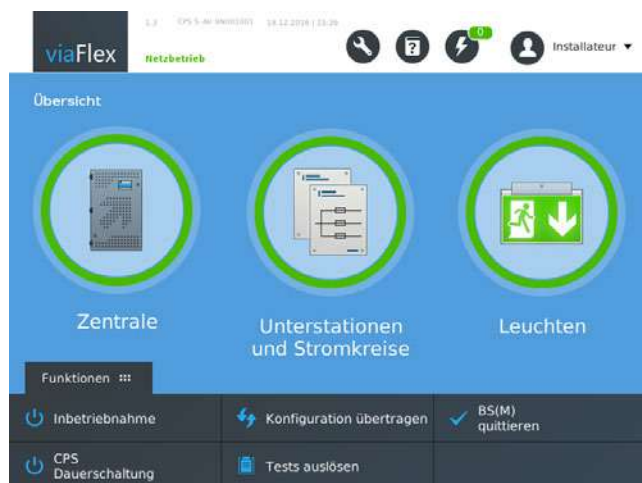 viaFlex
Netzbetrieb
0
Installateur
Übersicht
Zentrale
Unterstationen
und Stromkreise
Leuchten
Funktionen
Inbetriebnahme
Konfiguration übertragen
BS(M)
quittieren
CPS
Dauerschaltung
Tests auslösen